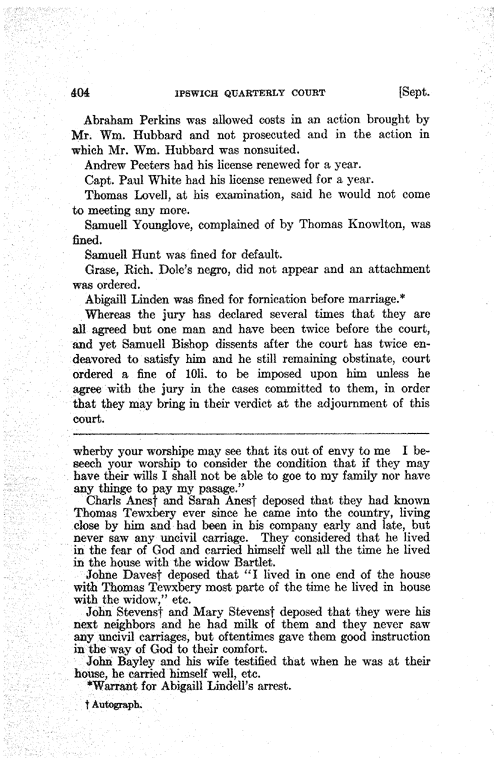 404 IPSWICH QUARTERLY COURT [Sept.
Abraham Perkins was allowed costs in an action brought by
Mr. Wm. Hubbard and not prosecuted and in the action in
which Mr. Wm. Hubbard was nonsuited.
Andrew Peeters had his license renewed for a year.
Capt. Paul White had his license renewed for a year.
Thomas Lovell, at his examination, said he would not come
to meeting any more.
Samuell Younglove, complained of by Thomas Knowlton, was
fined.
Samuell Hunt was fined for default.
Grase, Rich. Dole's negro, did not appear and an attachment
was ordered.
Abigaill Linden was fined for fornication before marriage.*
Whereas the jury has declared several times that they are
all agreed but one man and have been twice before the court,
and yet Samuell Bishop dissents after the court has twice en-
deavored to satisfy him and he still remaining obstinate, court
ordered a fine of 10li. to be imposed upon him unless he
agree with the jury in the cases committed to them, in order
that they may bring in their verdict at the adjournment of this
court.
wherby your worshipe may see that its out of envy to me I be-
seech your worship to consider the condition that if they may
have their wills I shall not be able to goe to my family nor have
any thinge to pay my pasage."
Charls Anes† and Sarah Anes† deposed that they had known
Thomas Tewxbery ever since he came into the country, living
close by him and had been in his company early and late, but
never saw any uncivil carriage. They considered that he lived
in the fear of God and carried himself well all the time he lived
in the house with the widow Bartlet.
Johne Daves† deposed that "I lived in one end of the house
with Thomas Tewxbery most parte of the time he lived in house
with the widow," etc.
John Stevens† and Mary Stevens† deposed that they were his
next neighbors and he had milk of them and they never saw
any uncivil carriages, but oftentimes gave them good instruction
in the way of God to their comfort.
John Bayley and his wife testified that when he was at their
house, he carried himself well, etc.
*Warrant for Abigaill Lindell's arrest.
† Autograph.